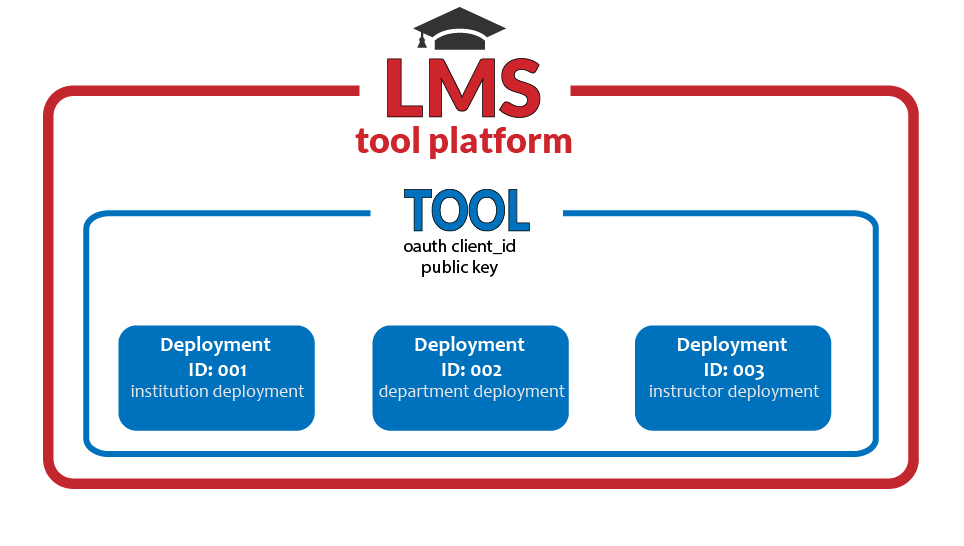 LMS
tool platform
TOOL
oauth client_id
public key
Deployment
ID: 001
institution deployment
Deployment
ID: 002
department deployment
Deployment
ID: 003
instructor deployment